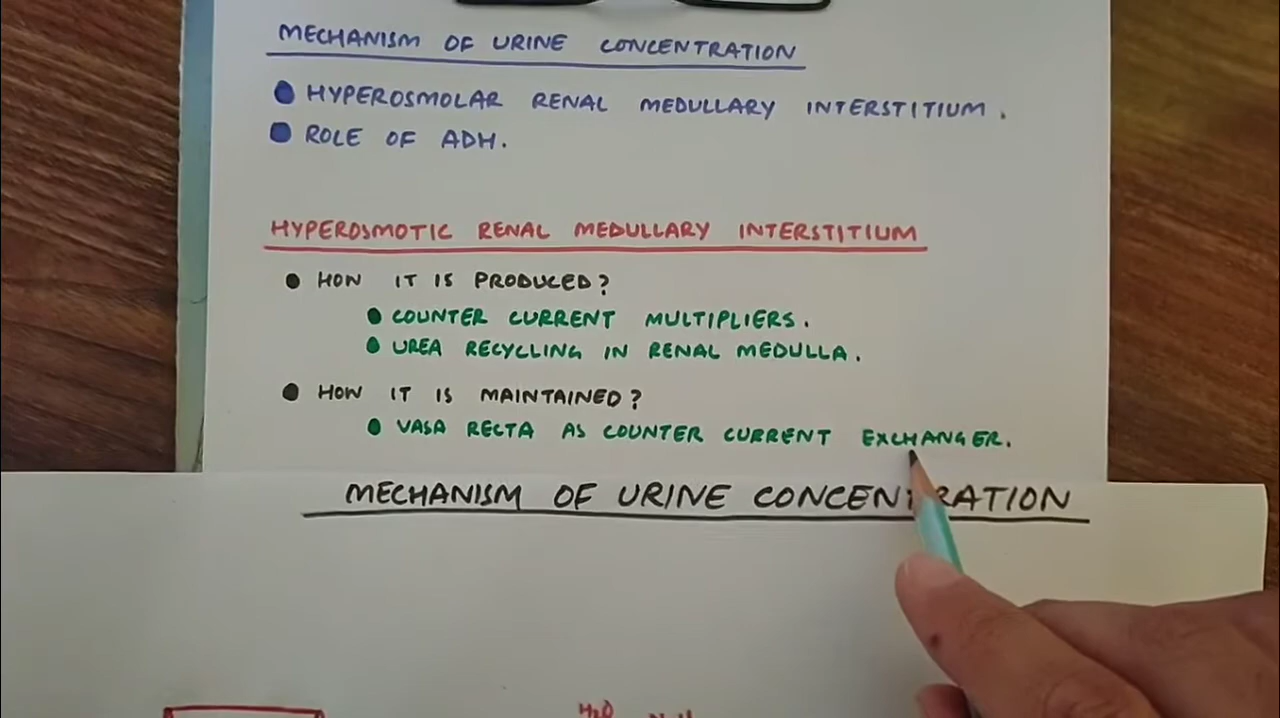 MECHANISM OF URINE CONCENTRATION
● HYPEROSMOLAR RENAL MEDULLARY INTERSTITIUM.
● ROLE OF ADH.
HYPEROSMOTIC RENAL MEDULLARY INTERSTITIUM
● HOW IT IS PRODUCED?
● COUNTER CURRENT MULTIPLIERS.
● UREA RECYCLING IN RENAL MEDULLA.
● HOW IT IS MAINTAINED?
● VASA RECTA AS COUNTER CURRENT EXCHANGER.
MECHANISM OF URINE CONCENTRATION
H₂O